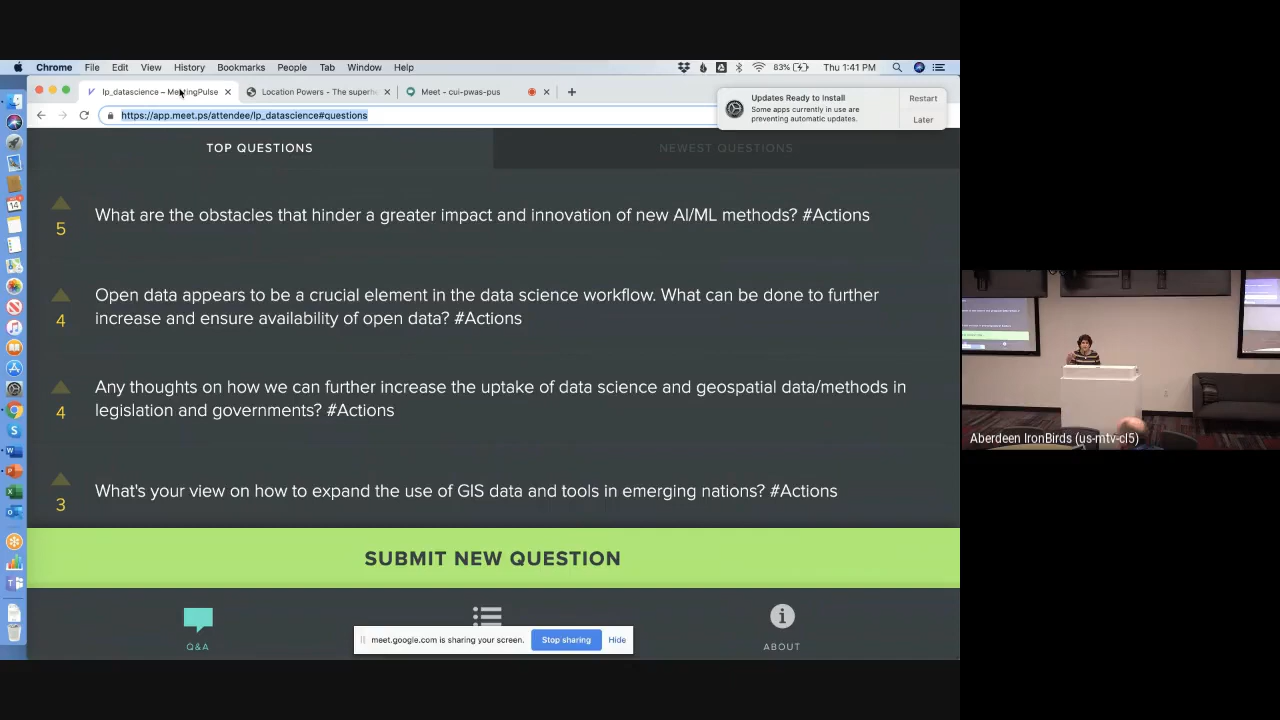 Chrome File Edit View History Bookmarks People Tab Window Help 83% Thu 1:41 PM
lp_datascience – MeetingPulse
Location Powers - The superhe
Meet - cui-pwas-pus
https://app.meet.ps/attendee/lp_datascience#questions
Updates Ready to Install
Some apps currently in use are
preventing automatic updates.
Restart
Later
TOP QUESTIONS
NEWEST QUESTIONS
5
What are the obstacles that hinder a greater impact and innovation of new AI/ML methods? #Actions
4
Open data appears to be a crucial element in the data science workflow. What can be done to further
increase and ensure availability of open data? #Actions
4
Any thoughts on how we can further increase the uptake of data science and geospatial data/methods in
legislation and governments? #Actions
3
What's your view on how to expand the use of GIS data and tools in emerging nations? #Actions
SUBMIT NEW QUESTION
meet.google.com is sharing your screen. Stop sharing Hide
Q&A
ABOUT
Aberdeen IronBirds (us-mtv-cl5)